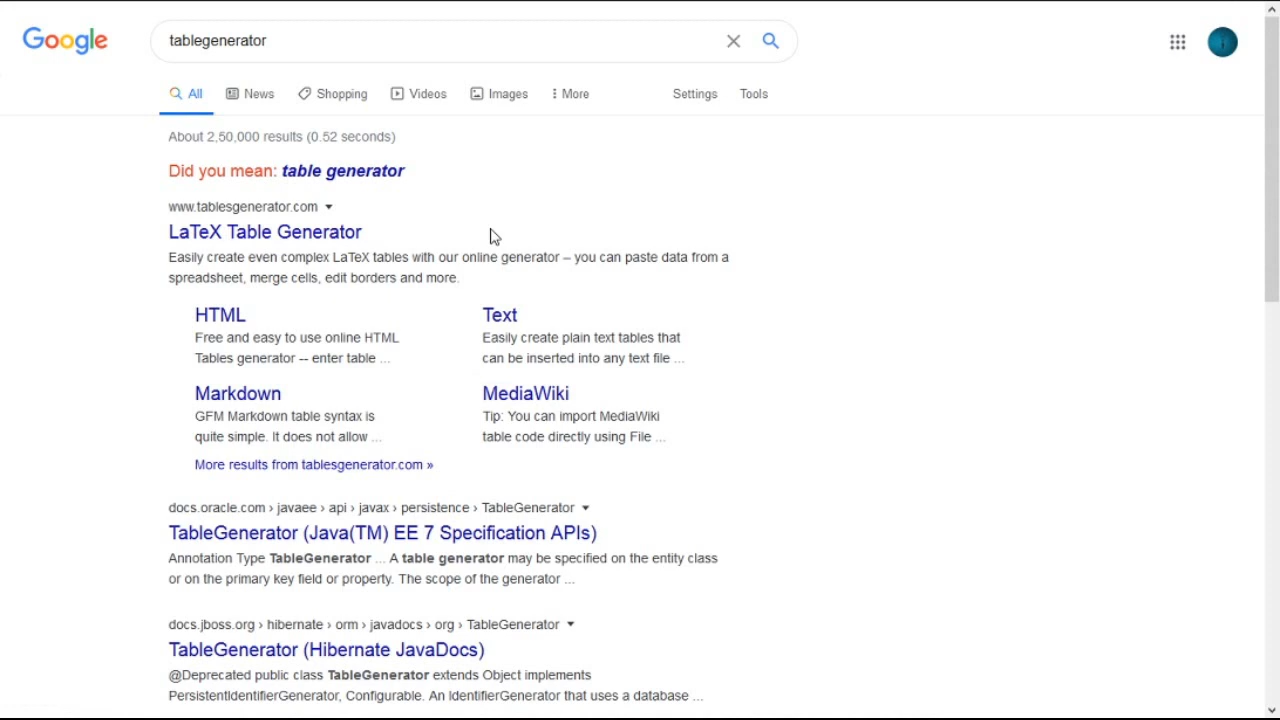 Google
tablegenerator
All News Shopping Videos Images More Settings Tools
About 2,50,000 results (0.52 seconds)
Did you mean: table generator
www.tablesgenerator.com
LaTeX Table Generator
Easily create even complex LaTeX tables with our online generator – you can paste data from a
spreadsheet, merge cells, edit borders and more.
HTML
Free and easy to use online HTML
Tables generator -- enter table ...
Text
Easily create plain text tables that
can be inserted into any text file ...
Markdown
GFM Markdown table syntax is
quite simple. It does not allow ...
MediaWiki
Tip: You can import MediaWiki
table code directly using File ...
More results from tablesgenerator.com »
docs.oracle.com › javaee › api › javax › persistence › TableGenerator
TableGenerator (Java(TM) EE 7 Specification APIs)
Annotation Type TableGenerator ... A table generator may be specified on the entity class
or on the primary key field or property. The scope of the generator ...
docs.jboss.org › hibernate › orm › javadocs › org › TableGenerator
TableGenerator (Hibernate JavaDocs)
@Deprecated public class TableGenerator extends Object implements
PersistentIdentifierGenerator, Configurable. An IdentifierGenerator that uses a database ...